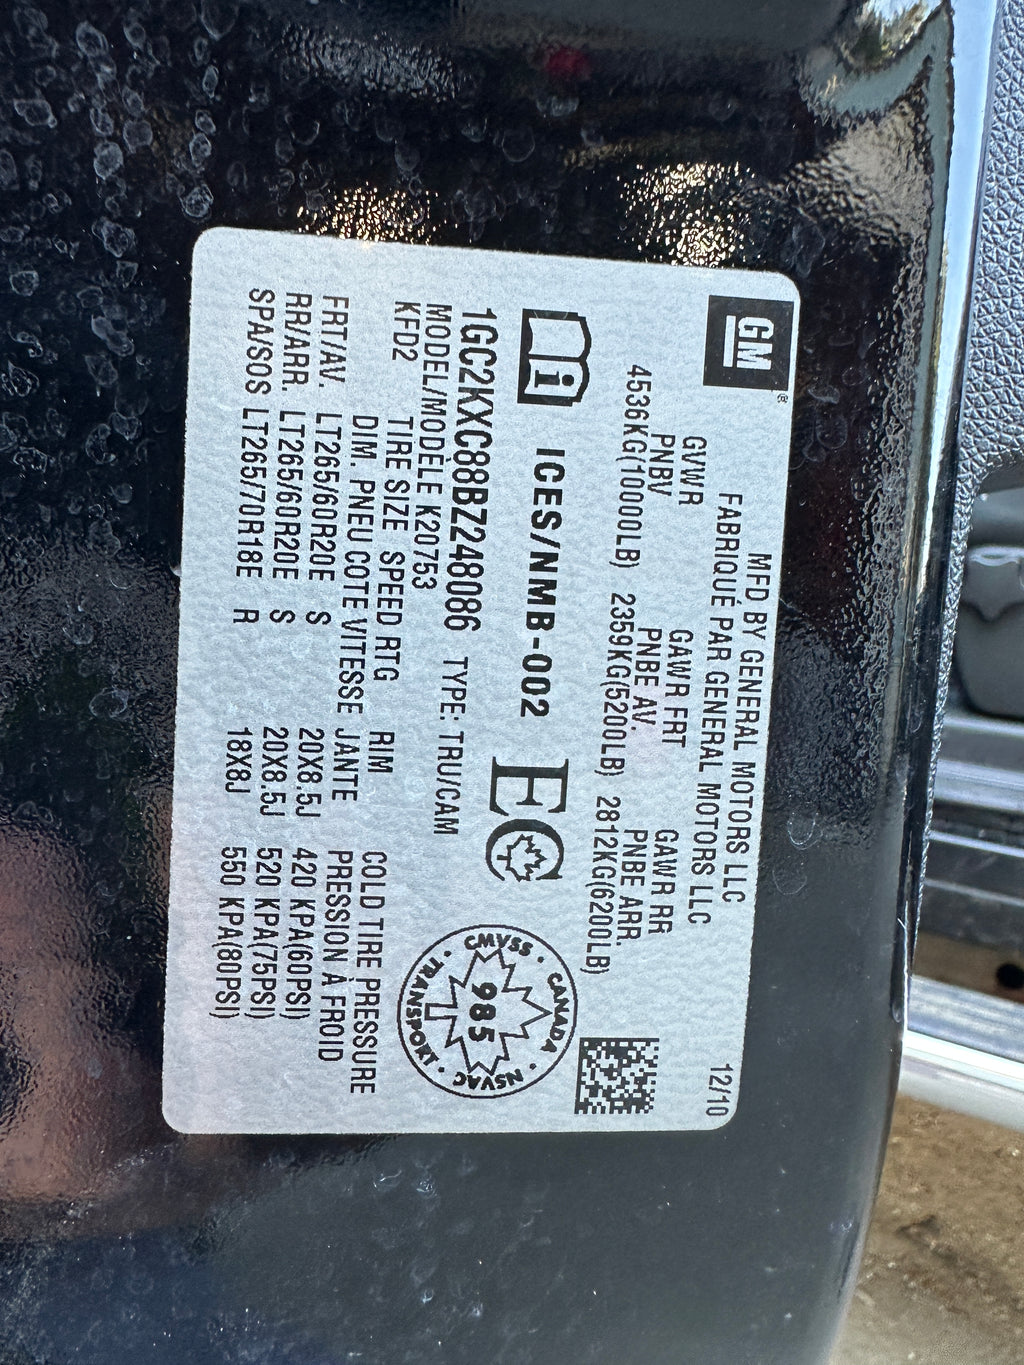 GM ®
MFD BY GENERAL MOTORS LLC
FABRIQUÉ PAR GENERAL MOTORS LLC
12/10
GVWR GAWR FRT GAWR RR
PNBV PNBE AV. PNBE ARR.
4536KG(10000LB) 2359KG(5200LB) 2812KG(6200LB)
i ICES/NMB-002 EC
CANADA · NSVAC · TRANSPORT · CMVSS ·
985
1GC2KXC88BZ248086 TYPE: TRU/CAM
MODEL/MODÈLE K20753
KFD2 TIRE SIZE SPEED RTG RIM COLD TIRE PRESSURE
DIM. PNEU COTE VITESSE JANTE PRESSION À FROID
FRT/AV. LT265/60R20E S 20X8.5J 420 KPA(60PSI)
RR/ARR. LT265/60R20E S 20X8.5J 520 KPA(75PSI)
SPA/SOS LT265/70R18E R 18X8J 550 KPA(80PSI)